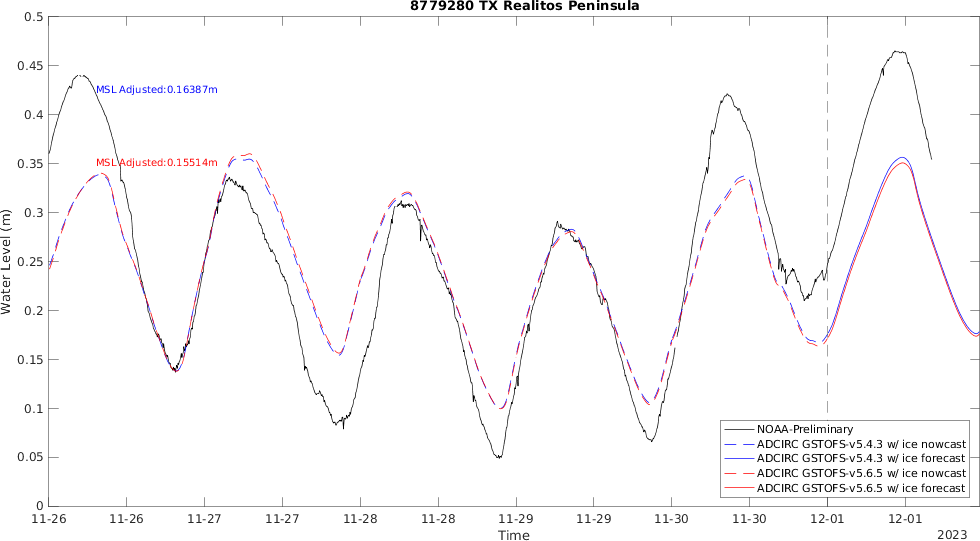 8779280 TX Realitos Peninsula
0.5
0.45
0.4
0.35
0.3
0.25
0.2
0.15
0.1
0.05
0
Water Level (m)
MSL Adjusted:0.16387m
MSL Adjusted:0.15514m
NOAA-Preliminary
ADCIRC GSTOFS-v5.4.3 w/ ice nowcast
ADCIRC GSTOFS-v5.4.3 w/ ice forecast
ADCIRC GSTOFS-v5.6.5 w/ ice nowcast
ADCIRC GSTOFS-v5.6.5 w/ ice forecast
11-26 11-26 11-27 11-27 11-28 11-28 11-29 11-29 11-30 11-30 12-01 12-01
Time
2023